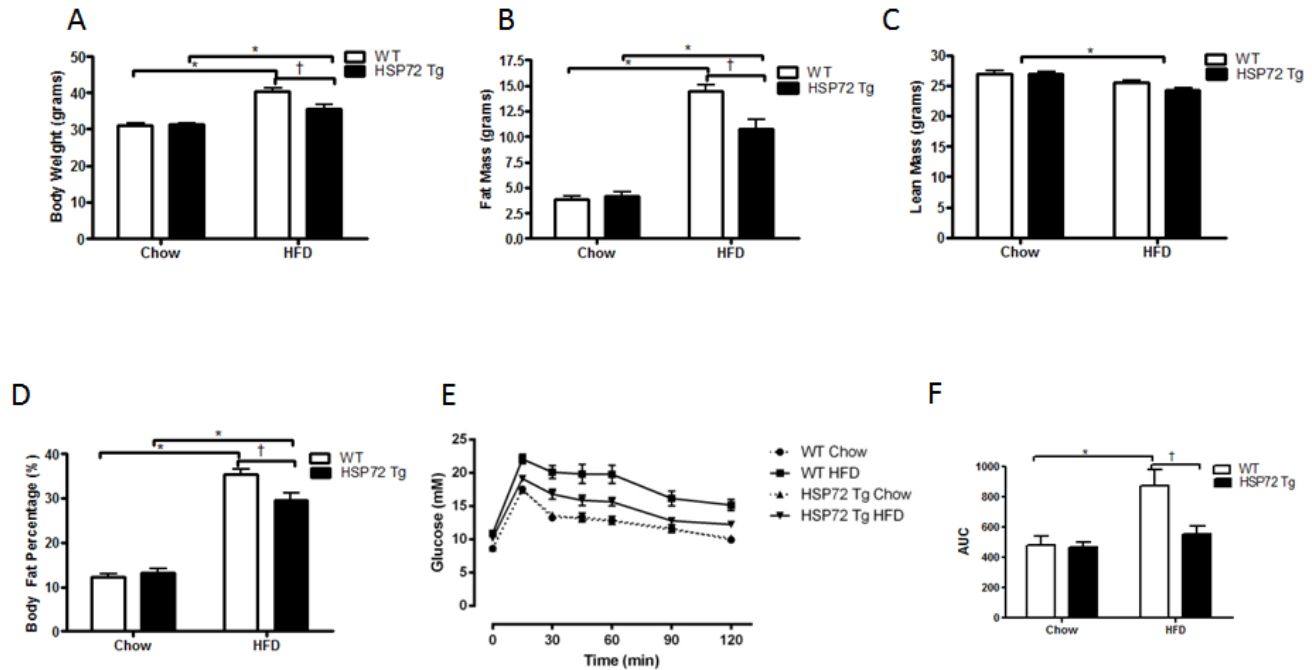 A
*
*
†
WT
HSP72 Tg
Body Weight (grams)
50
40
30
20
10
0
Chow
HFD
B
*
*
†
WT
HSP72 Tg
Fat Mass (grams)
17.5
15.0
12.5
10.0
7.5
5.0
2.5
0.0
Chow
HFD
C
*
WT
HSP72 Tg
Lean Mass (grams)
30
25
20
15
10
5
0
Chow
HFD
D
*
*
†
WT
HSP72 Tg
Body Fat Percentage (%)
40
30
20
10
0
Chow
HFD
E
Glucose (mM)
25
20
15
10
5
0
0
30
60
90
120
Time (min)
WT Chow
WT HFD
HSP72 Tg Chow
HSP72 Tg HFD
F
*
†
WT
HSP72 Tg
AUC
1000
800
600
400
200
0
Chow
HFD